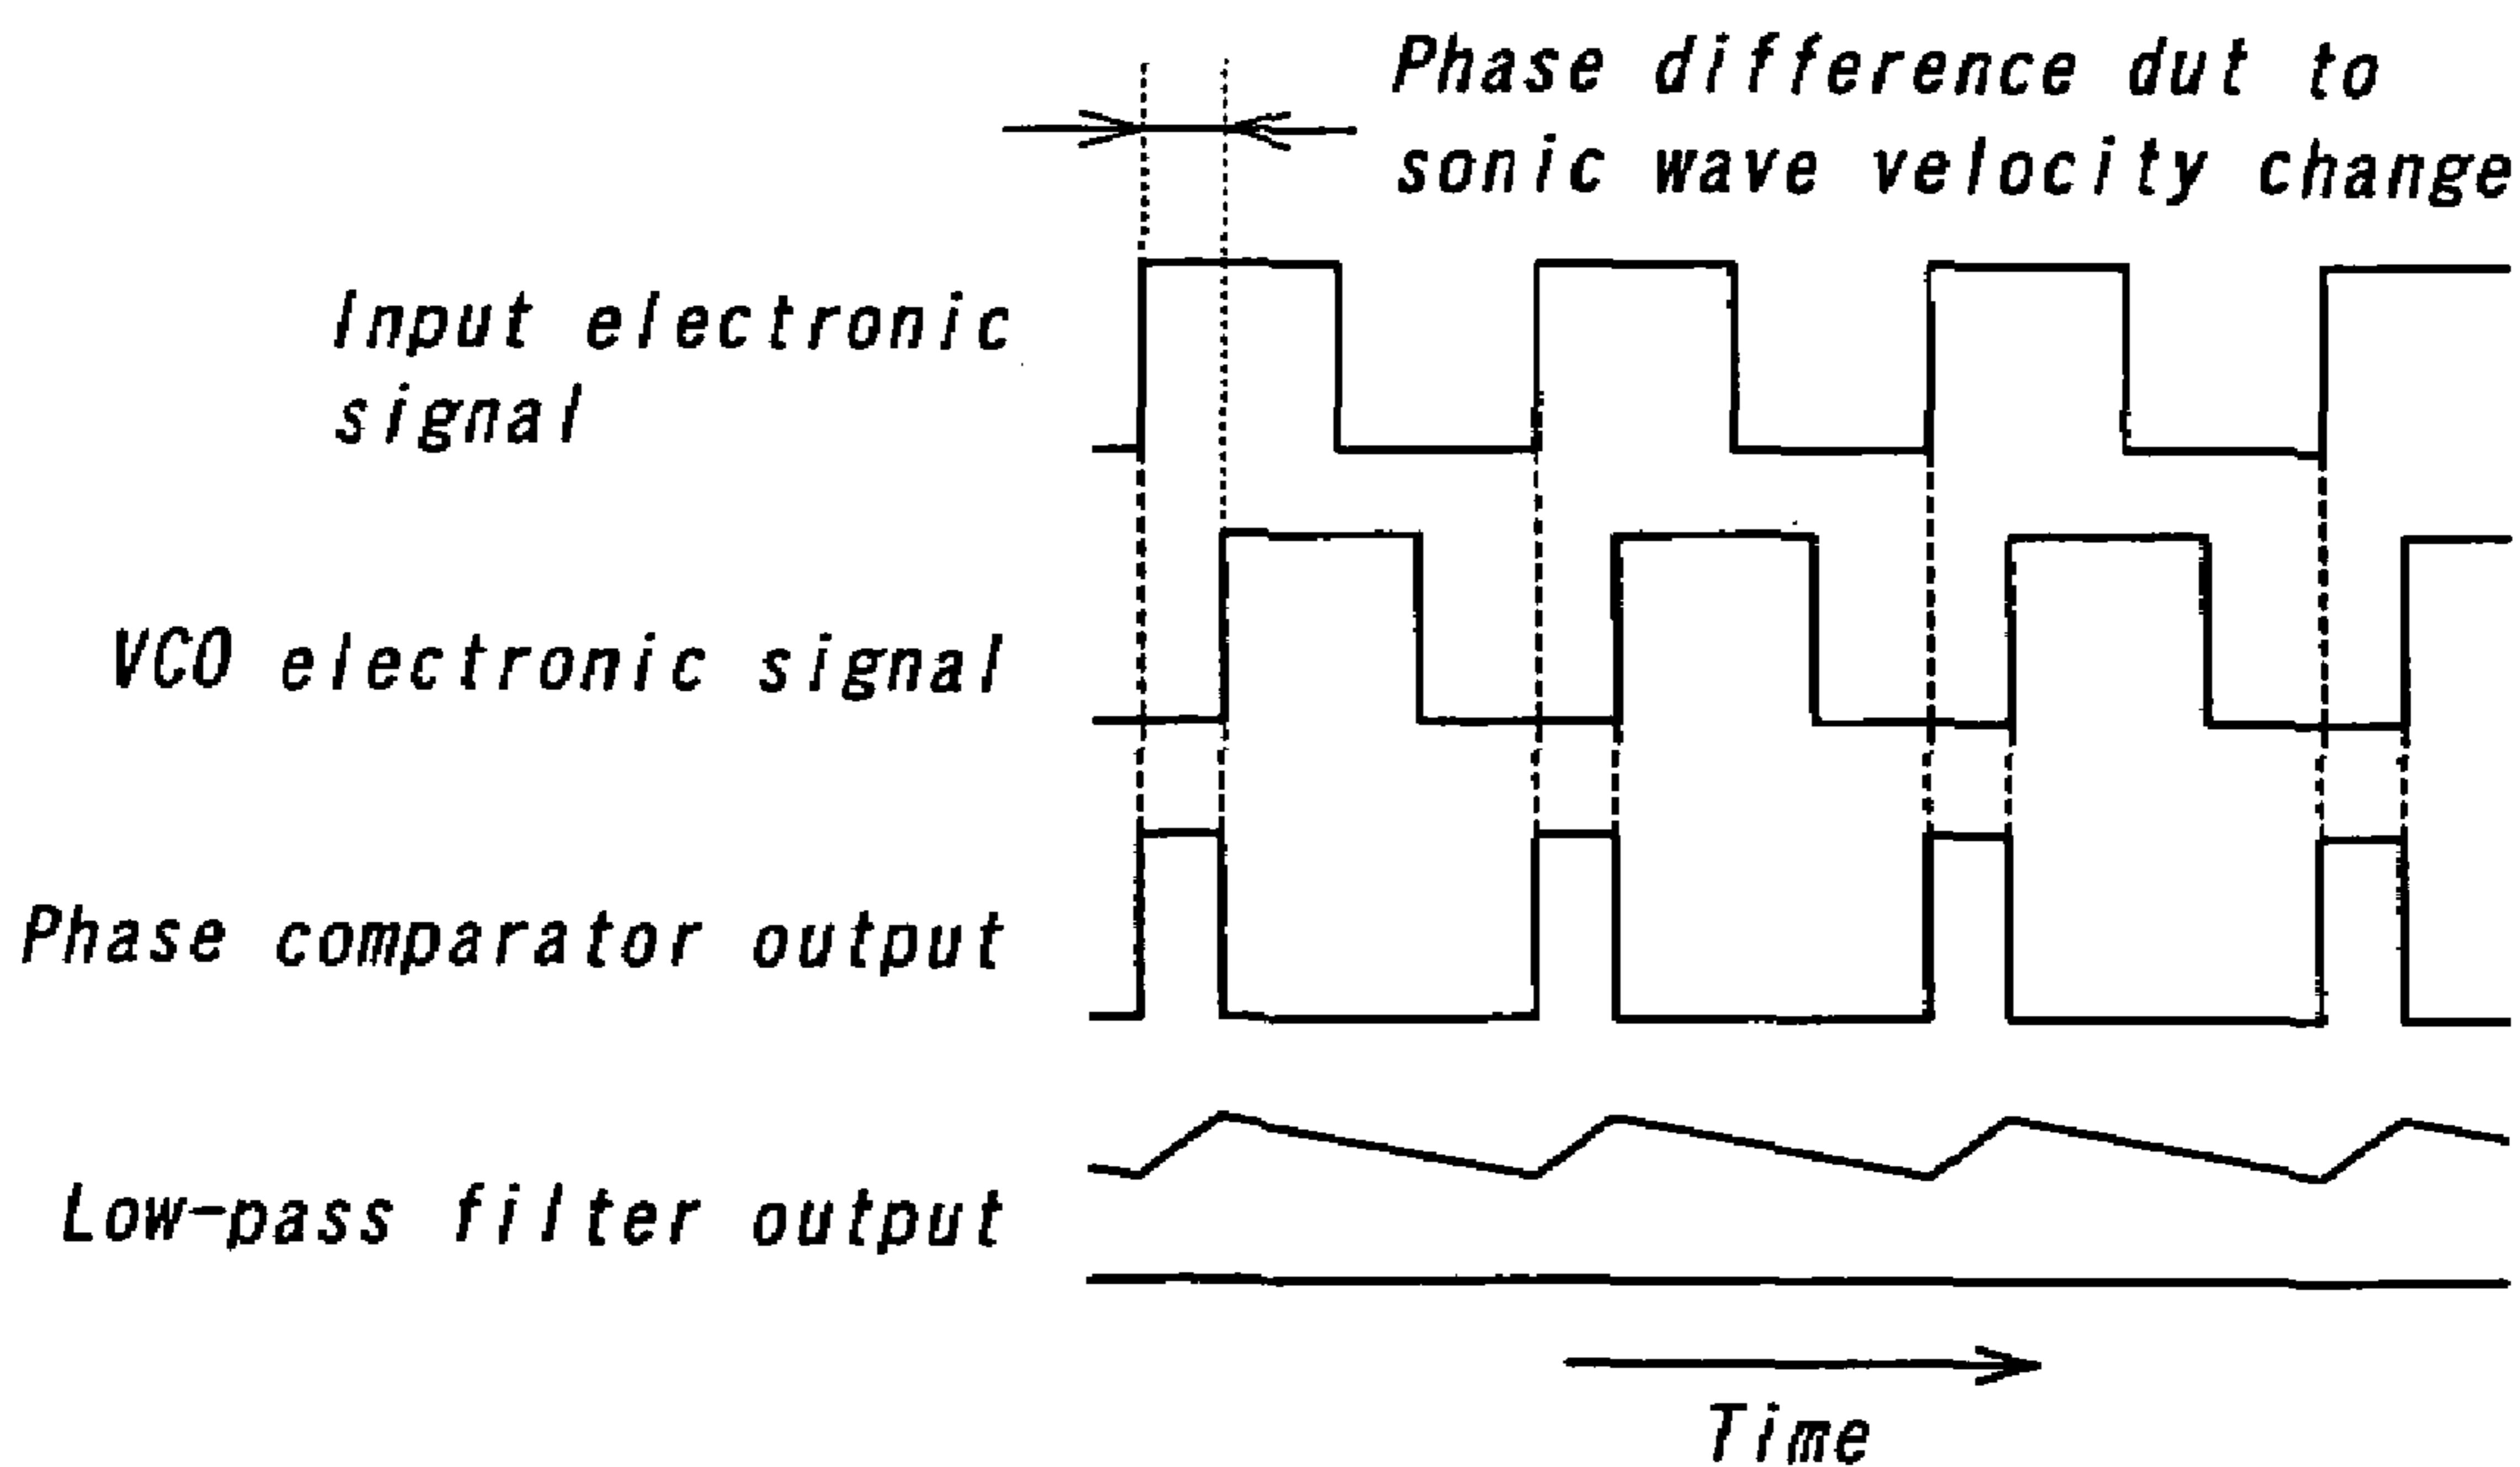 Phase difference dut to
sonic wave velocity change
Input electronic
signal
VCO electronic signal
Phase comparator output
Low-pass filter output
Time